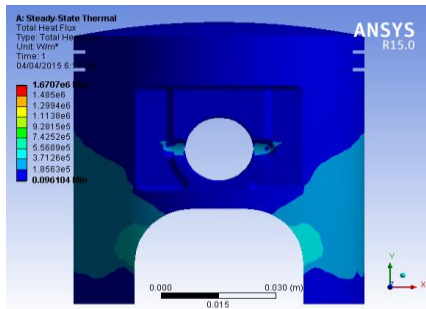 A: Steady-State Thermal
Total Heat Flux
Type: Total Hea
Unit: W/m²
Time: 1
04/04/2015 6:
ANSYS
R15.0
1.6707e6
1.485e6
1.2994e6
1.1138e6
9.2815e5
7.4252e5
5.5689e5
3.7126e5
1.8563e5
0.096104 Min
0.000
0.030 (m)
0.015
Y
X